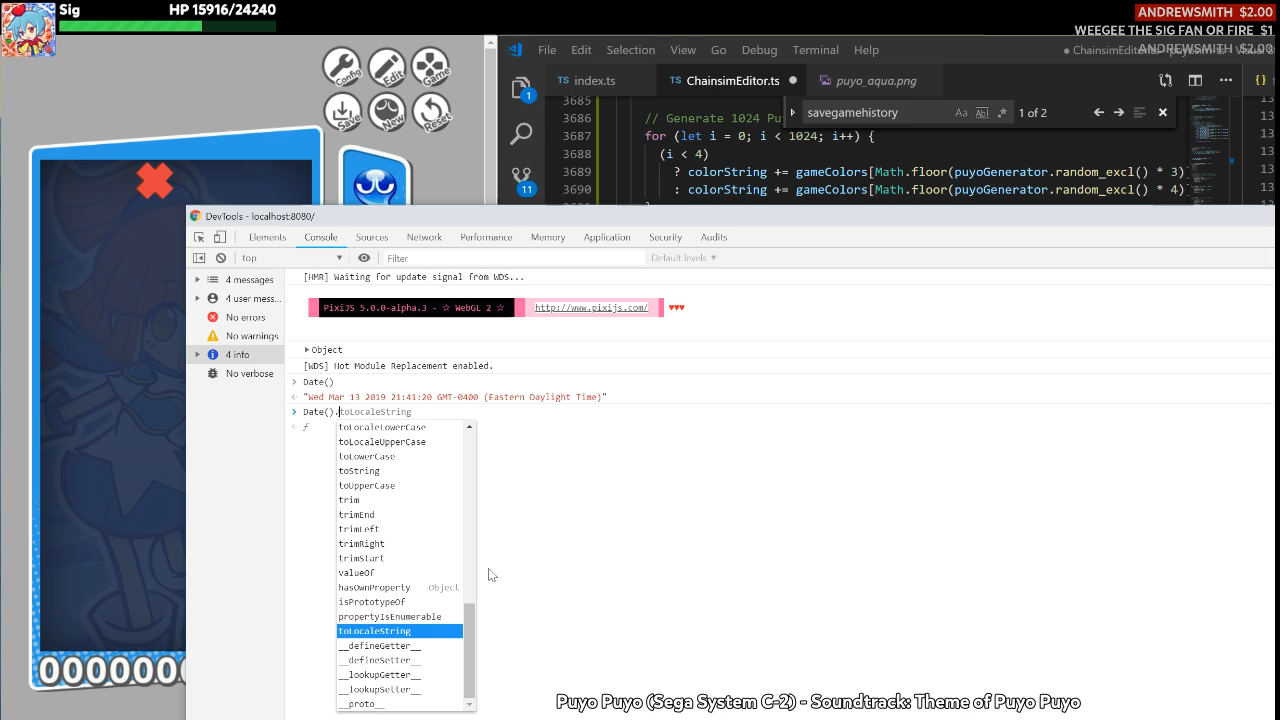 Sig HP 15916/24240
ANDREWSMITH $2.00
WEEGEE THE SIG FAN OR FIRE $1
ANDREWSMITH $2.00
Config Edit Game
Save New Reset
File Edit Selection View Go Debug Terminal Help
index.ts ChainsimEditor.ts puyo_aqua.png
1
11
savegamehistory Aa Abl .* 1 of 2
3685
3686 // Generate 1024 Pu
3687 for (let i = 0; i < 1024; i++) {
3688 (i < 4)
3689 ? colorString += gameColors[Math.floor(puyoGenerator.random_excl() * 3)]
3690 : colorString += gameColors[Math.floor(puyoGenerator.random_excl() * 4)]
DevTools - localhost:8080/
Elements Console Sources Network Performance Memory Application Security Audits
top Filter Default levels
4 messages
4 user mess...
No errors
No warnings
4 info
No verbose
[HMR] Waiting for update signal from WDS...
PixiJS 5.0.0-alpha.3 - ☆ WebGL 2 ☆ http://www.pixijs.com/ ♥♥♥
Object
[WDS] Hot Module Replacement enabled.
> Date()
"Wed Mar 13 2019 21:41:20 GMT-0400 (Eastern Daylight Time)"
> Date().toLocaleString
f
toLocaleLowerCase
toLocaleUpperCase
toLowerCase
toString
toUpperCase
trim
trimEnd
trimLeft
trimRight
trimStart
valueOf
hasOwnProperty Object
isPrototypeOf
propertyIsEnumerable
toLocaleString
__defineGetter__
__defineSetter__
__lookupGetter__
__lookupSetter__
__proto__
0000000
Puyo Puyo (Sega System C-2) - Soundtrack: Theme of Puyo Puyo